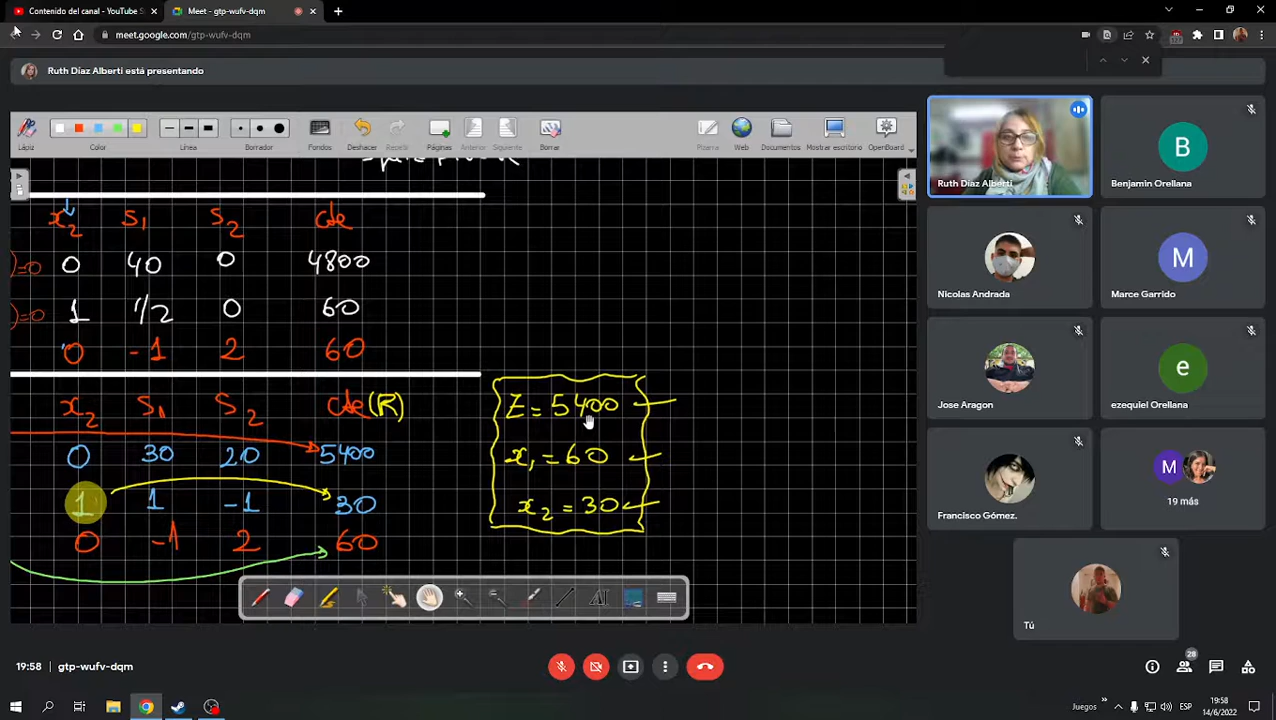 Contenido del canal - YouTube S
Meet - gtp-wufv-dqm
meet.google.com/gtp-wufv-dqm
Ruth Díaz Alberti está presentando
Lápiz Color Línea Borrador Fondos Deshacer Rehacer Páginas Anterior Siguiente Borrar Pizarra Web Documentos Mostrar escritorio OpenBoard
x₂ S₁ S₂ cte
)=0 0 40 0 4800
)=0 1 1/2 0 60
0 -1 2 60
x₂ S₁ S₂ cte (R)
0 30 20 5400
1 1 -1 30
0 -1 2 60
Z = 5400
x₁ = 60
x₂ = 30
Ruth Díaz Alberti
B
Benjamin Orellana
Nicolas Andrada
M
Marce Garrido
Jose Aragon
e
ezequiel Orellana
Francisco Gómez.
M
19 más
Tú
19:58 gtp-wufv-dqm
28
Juegos
ESP
19:58
14/6/2022